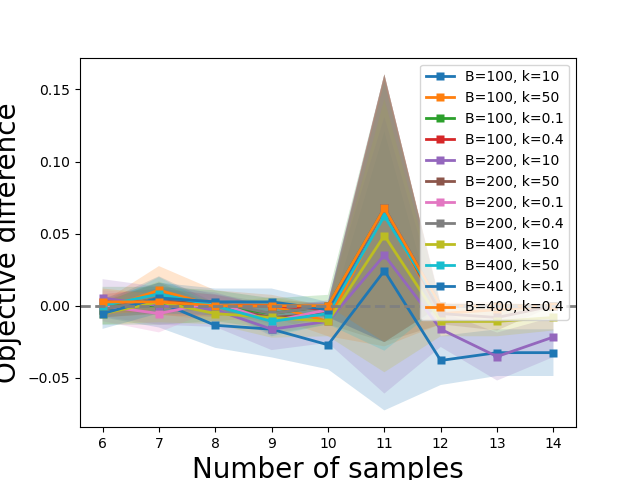 0.15
0.10
0.05
0.00
−0.05
Objective difference
6 7 8 9 10 11 12 13 14
Number of samples
B=100, k=10
B=100, k=50
B=100, k=0.1
B=100, k=0.4
B=200, k=10
B=200, k=50
B=200, k=0.1
B=200, k=0.4
B=400, k=10
B=400, k=50
B=400, k=0.1
B=400, k=0.4